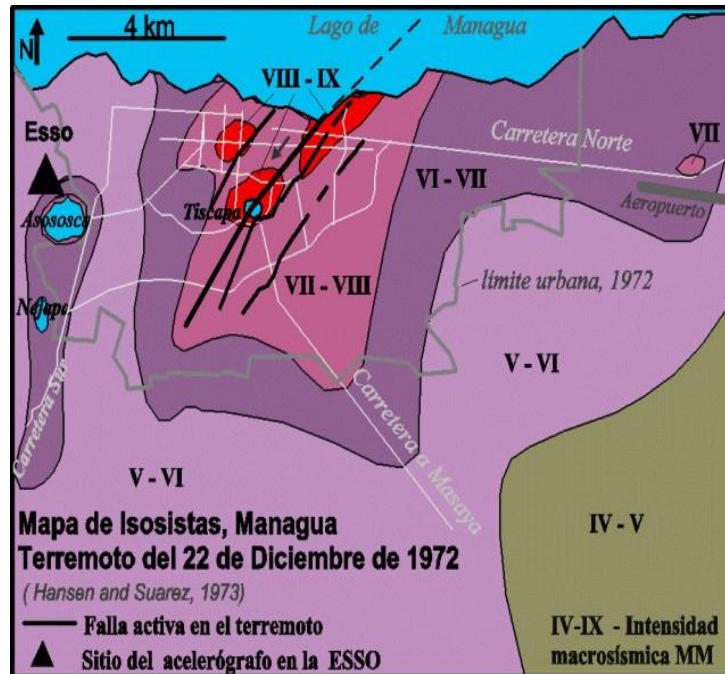 4 km
Lago de Managua
N
VIII - IX
Esso
Carretera Norte
VII
VI - VII
Asososca
Tiscapa
Aeropuerto
límite urbana, 1972
VII - VIII
Nejapa
V - VI
Carretera Sur
Carretera a Masaya
V - VI
IV - V
Mapa de Isosistas, Managua
Terremoto del 22 de Diciembre de 1972
( Hansen and Suarez, 1973)
Falla activa en el terremoto
Sitio del acelerógrafo en la ESSO
IV-IX - Intensidad
macrosísmica MM